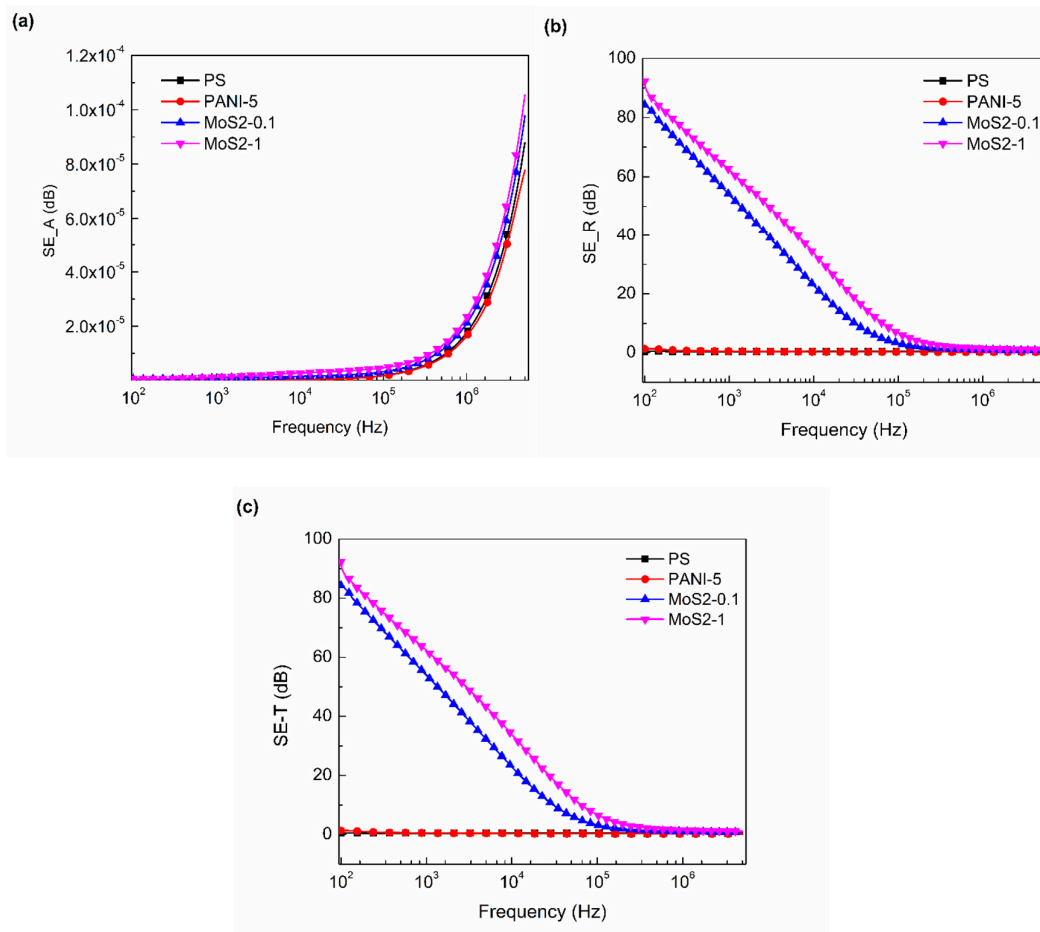 (a)
1.2x10⁻⁴
1.0x10⁻⁴
8.0x10⁻⁵
6.0x10⁻⁵
4.0x10⁻⁵
2.0x10⁻⁵
SE_A (dB)
PS
PANI-5
MoS2-0.1
MoS2-1
10² 10³ 10⁴ 10⁵ 10⁶
Frequency (Hz)
(b)
100
80
60
40
20
0
SE_R (dB)
PS
PANI-5
MoS2-0.1
MoS2-1
10² 10³ 10⁴ 10⁵ 10⁶
Frequency (Hz)
(c)
100
80
60
40
20
0
SE-T (dB)
PS
PANI-5
MoS2-0.1
MoS2-1
10² 10³ 10⁴ 10⁵ 10⁶
Frequency (Hz)